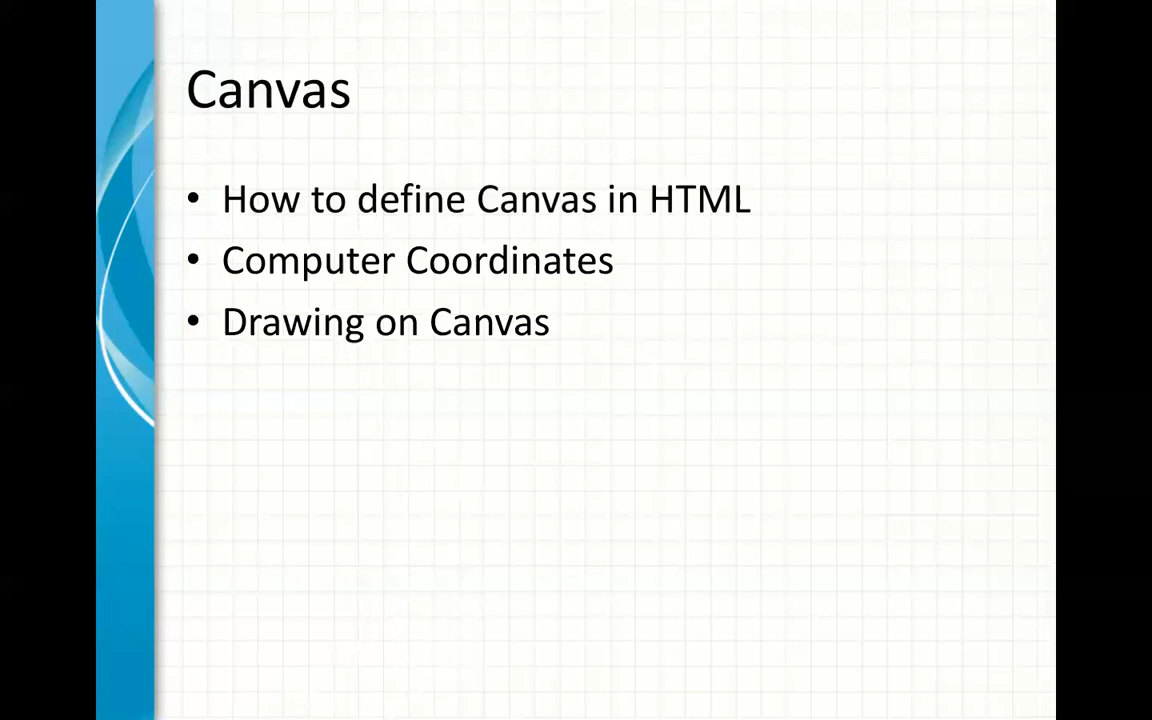 Canvas
• How to define Canvas in HTML
• Computer Coordinates
• Drawing on Canvas